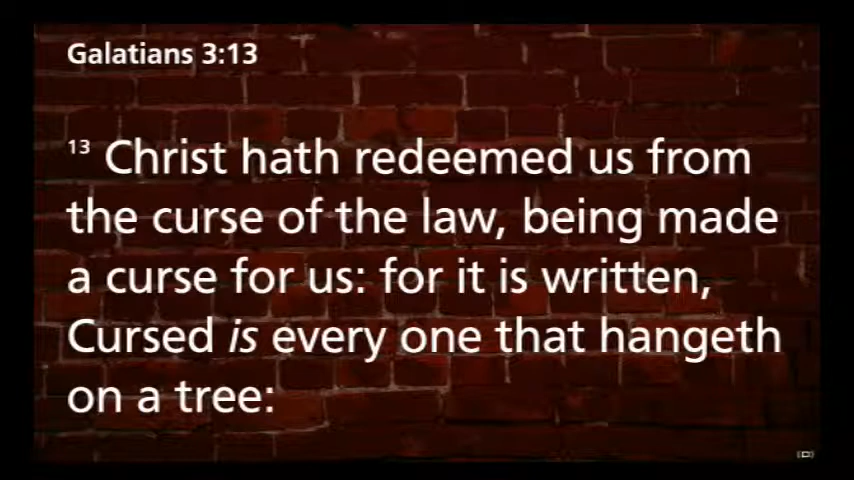 Galatians 3:13
13 Christ hath redeemed us from
the curse of the law, being made
a curse for us: for it is written,
Cursed is every one that hangeth
on a tree: